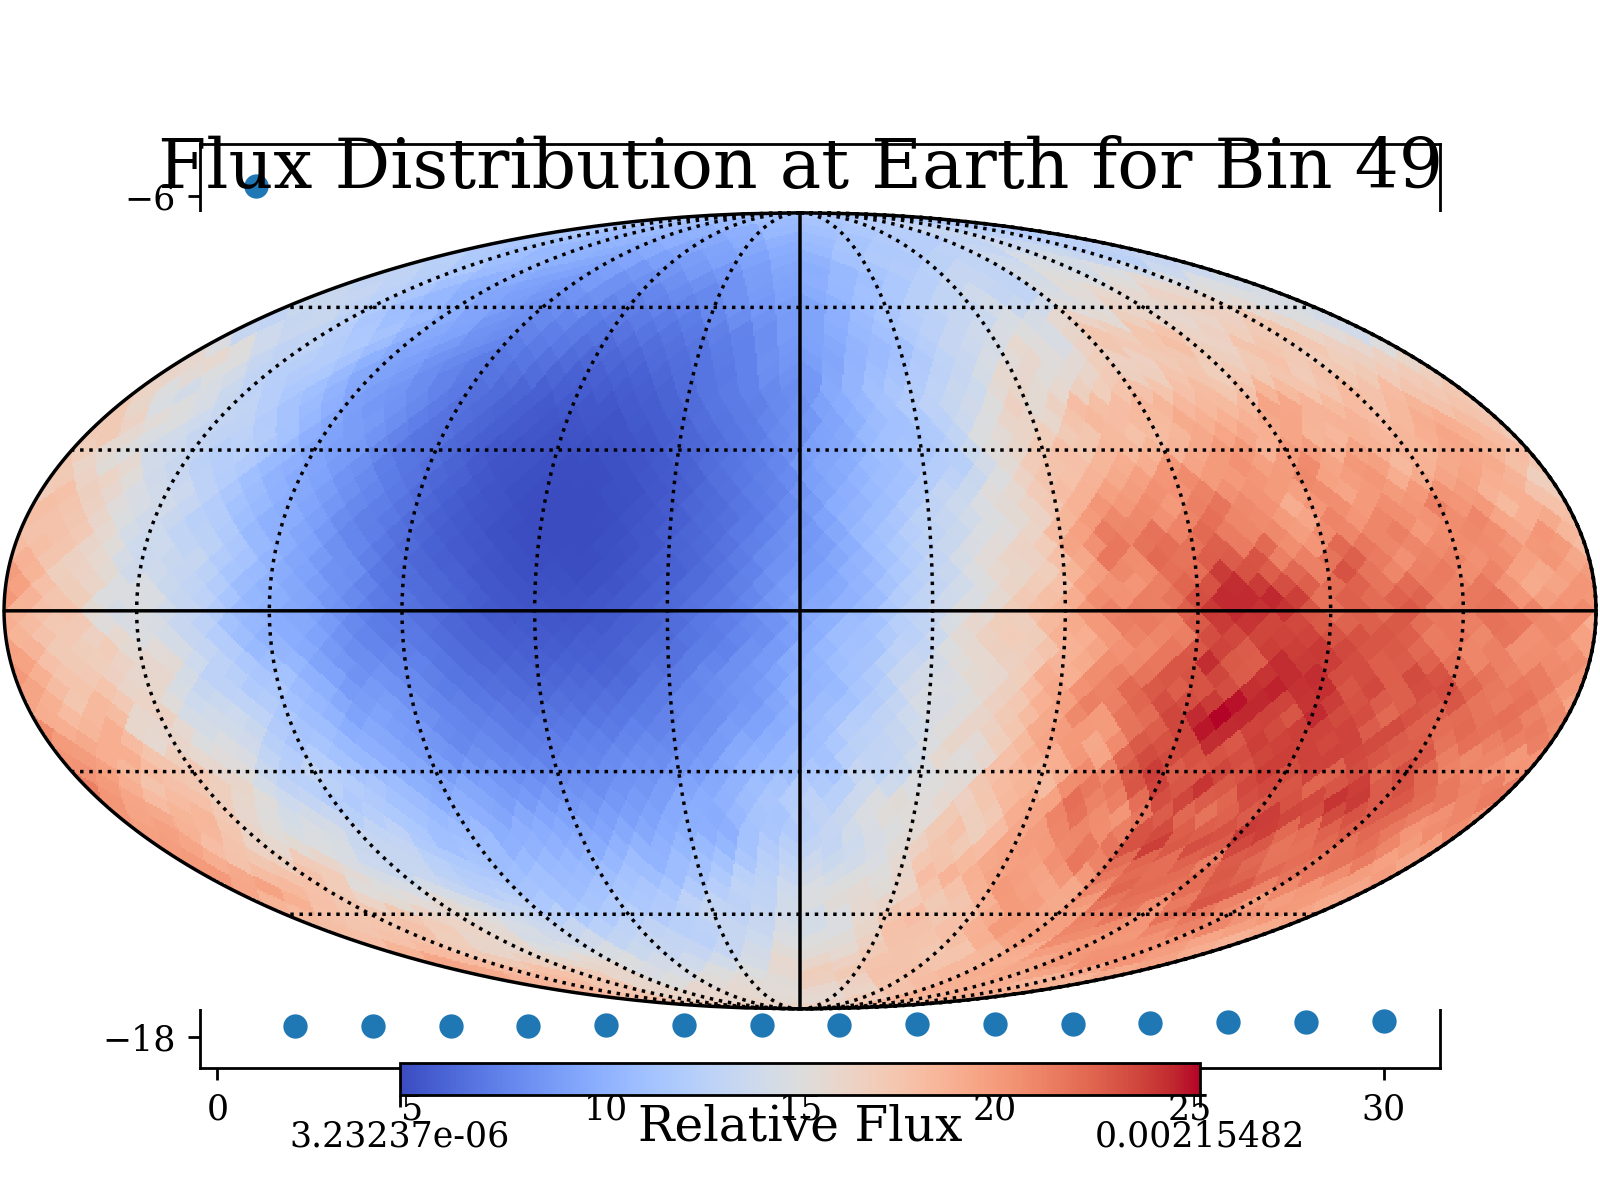 Flux Distribution at Earth for Bin 49
−6
−18
0 5 10 15 20 25 30
3.23237e-06 Relative Flux 0.00215482